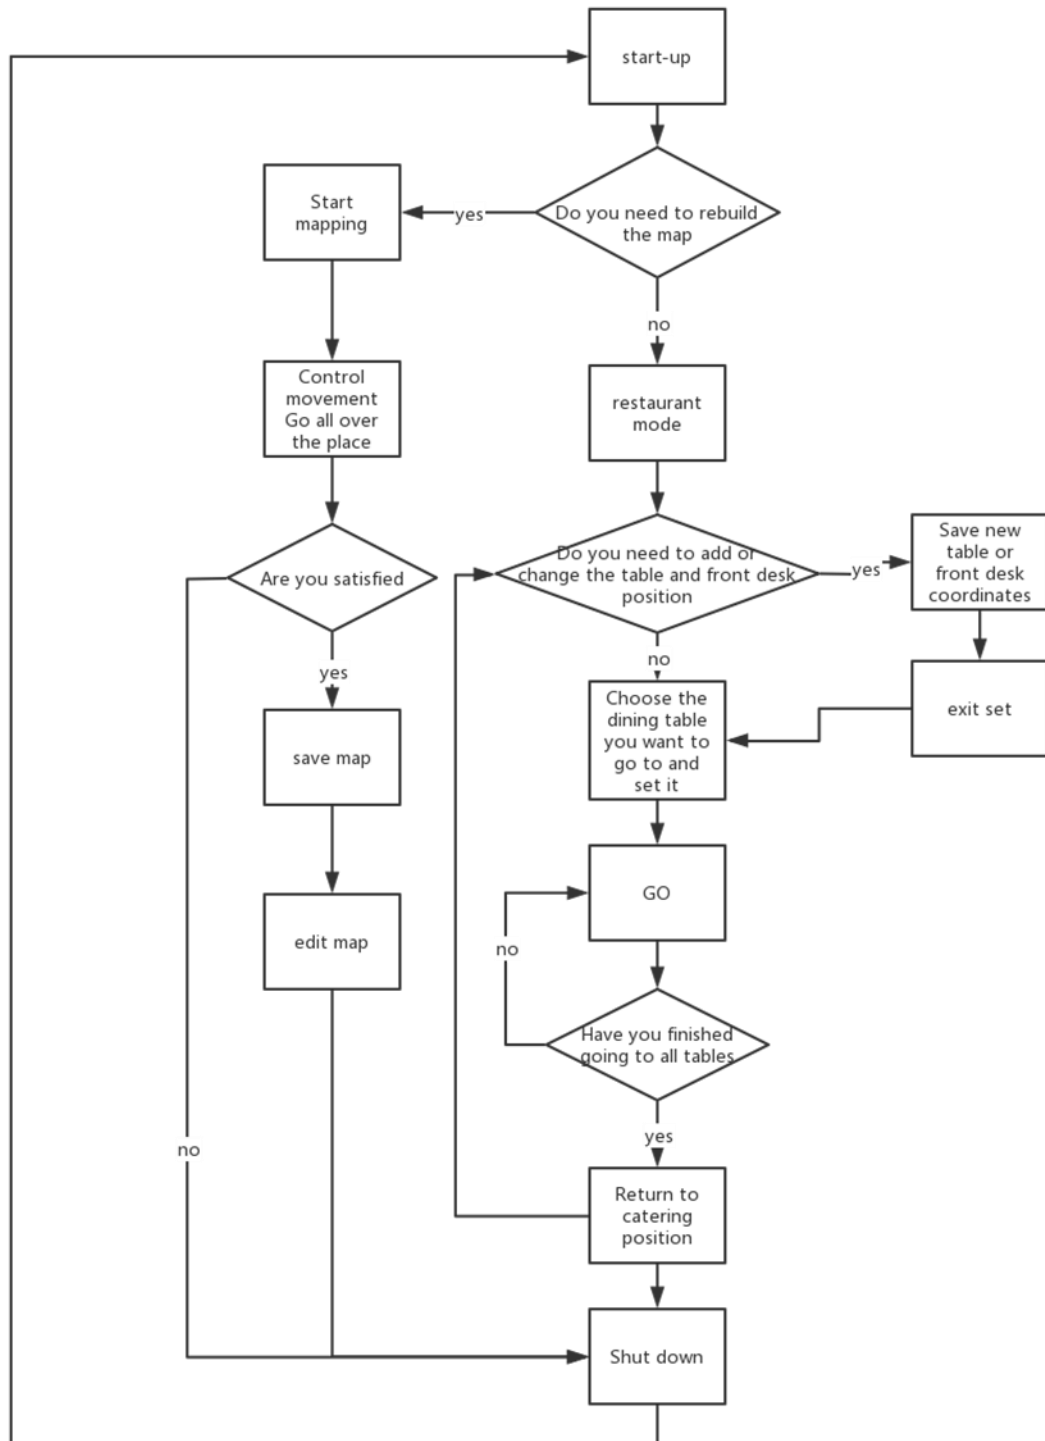 start-up
Do you need to rebuild
the map
yes
Start
mapping
no
Control
movement
Go all over
the place
restaurant
mode
Are you satisfied
Do you need to add or
change the table and front desk
position
yes
Save new
table or
front desk
coordinates
no
yes
exit set
Choose the
dining table
you want to
go to and
set it
save map
GO
edit map
no
Have you finished
going to all tables
yes
no
Return to
catering
position
Shut down